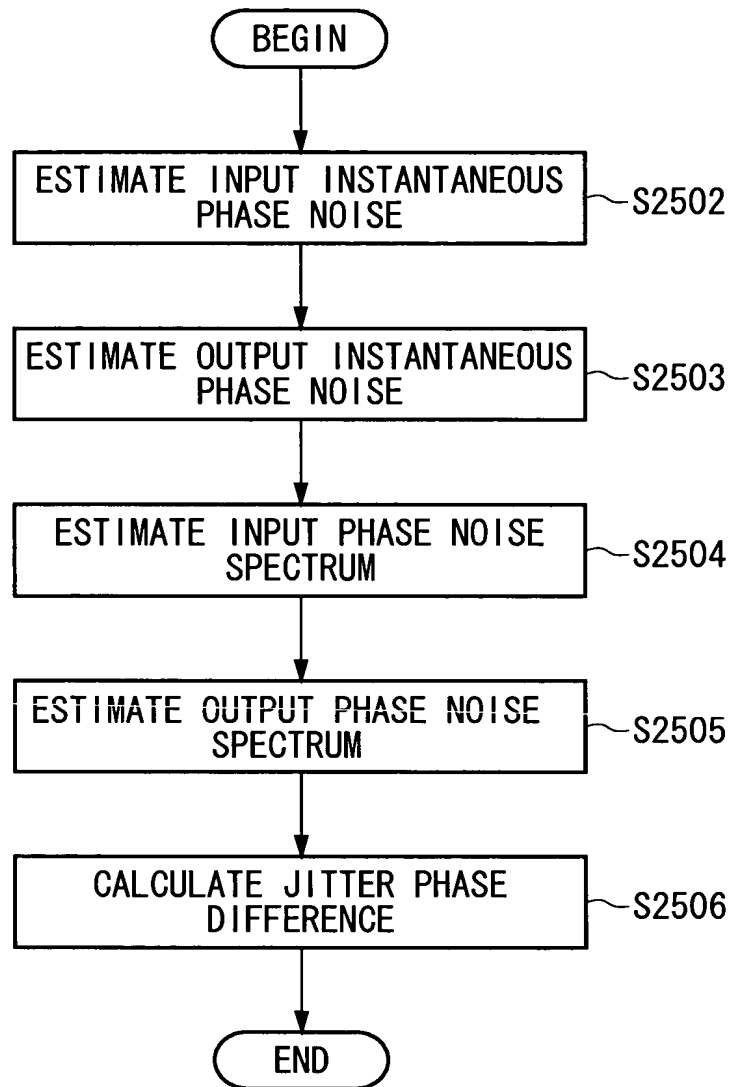 BEGIN
ESTIMATE INPUT INSTANTANEOUS
PHASE NOISE
S2502
ESTIMATE OUTPUT INSTANTANEOUS
PHASE NOISE
S2503
ESTIMATE INPUT PHASE NOISE
SPECTRUM
S2504
ESTIMATE OUTPUT PHASE NOISE
SPECTRUM
S2505
CALCULATE JITTER PHASE
DIFFERENCE
S2506
END